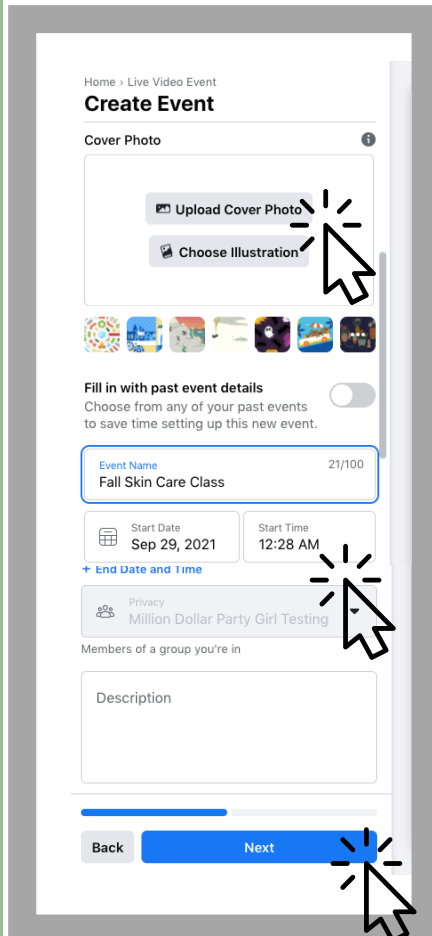 Home › Live Video Event
Create Event
Cover Photo
Upload Cover Photo
Choose Illustration
Fill in with past event details
Choose from any of your past events
to save time setting up this new event.
Event Name 21/100
Fall Skin Care Class
Start Date Start Time
Sep 29, 2021 12:28 AM
+ End Date and Time
Privacy
Million Dollar Party Girl Testing
Members of a group you're in
Description
Back Next